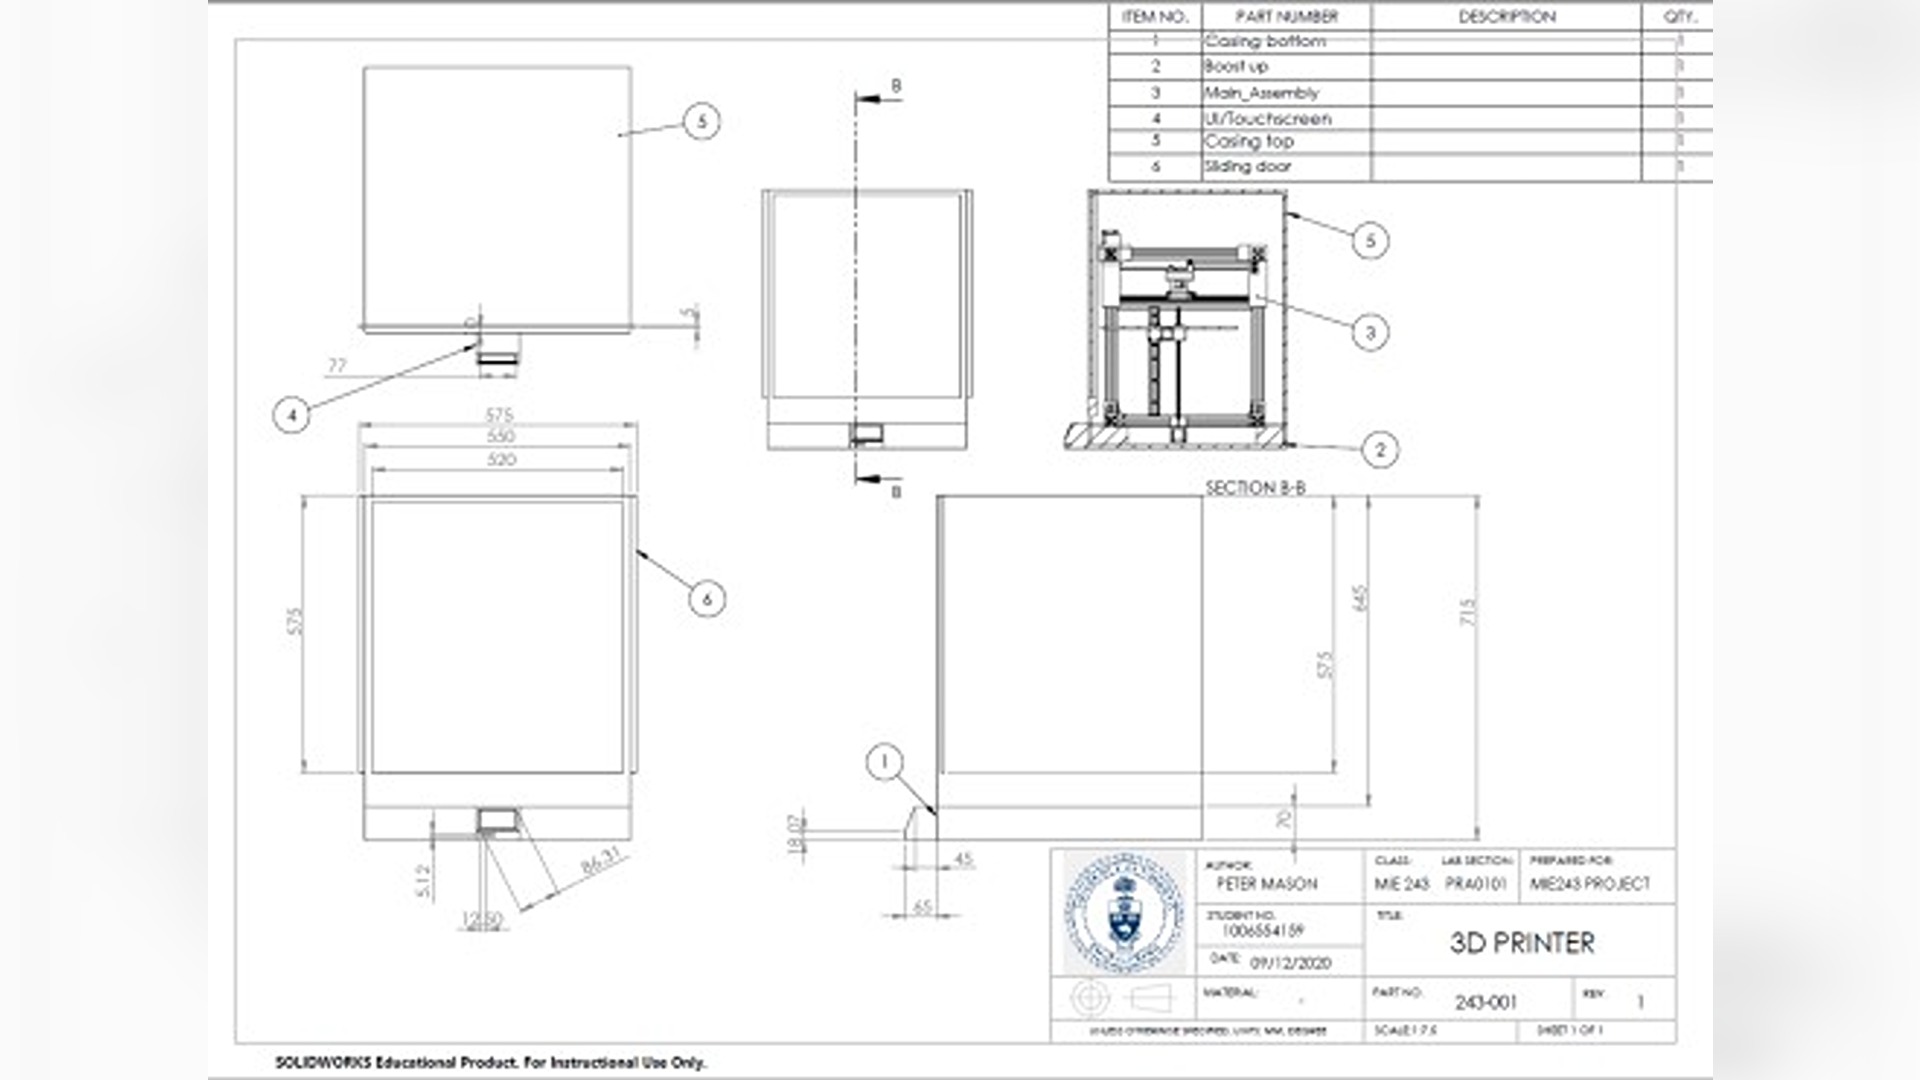 ITEM NO. PART NUMBER DESCRIPTION QTY.
1 Casing bottom 1
2 Boost up 1
3 Main_Assembly 1
4 UI/Touchscreen 1
5 Casing top 1
6 Sliding door 1
5
B
5
5
77
3
4
575
550
520
2
B
SECTION B-B
6
575
645
715
575
1
70
18.07
45
86.31
5.12
65
12.50
AUTHOR:
PETER MASON
CLASS: LAB SECTION: PREPARED FOR:
MIE 243 PRA0101 MIE243 PROJECT
STUDENT NO.
1006554159
TITLE:
3D PRINTER
DATE: 09/12/2020
MATERIAL: -
PART NO. 243-001 REV 1
UNLESS OTHERWISE SPECIFIED, UNITS: MM, DEGREE
SCALE:1:7.5 SHEET 1 OF 1
SOLIDWORKS Educational Product. For Instructional Use Only.